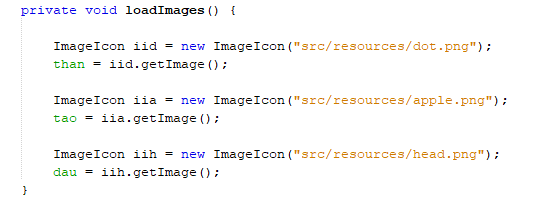 private void loadImages() {
ImageIcon iid = new ImageIcon("src/resources/dot.png");
than = iid.getImage();
ImageIcon iia = new ImageIcon("src/resources/apple.png");
tao = iia.getImage();
ImageIcon iih = new ImageIcon("src/resources/head.png");
dau = iih.getImage();
}